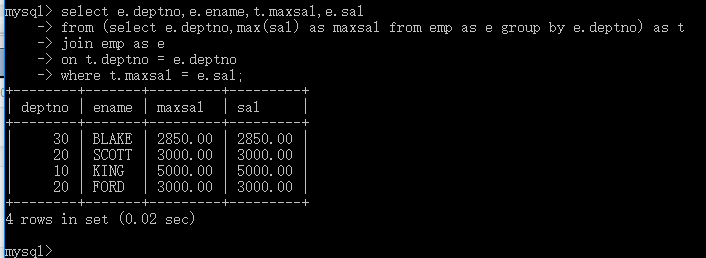 mysql> select e.deptno,e.ename,t.maxsal,e.sal
    -> from (select e.deptno,max(sal) as maxsal from emp as e group by e.deptno) as t
    -> join emp as e
    -> on t.deptno = e.deptno
    -> where t.maxsal = e.sal;
+--------+-------+---------+---------+
| deptno | ename | maxsal  | sal     |
+--------+-------+---------+---------+
|     30 | BLAKE | 2850.00 | 2850.00 |
|     20 | SCOTT | 3000.00 | 3000.00 |
|     10 | KING  | 5000.00 | 5000.00 |
|     20 | FORD  | 3000.00 | 3000.00 |
+--------+-------+---------+---------+
4 rows in set (0.02 sec)
mysql>